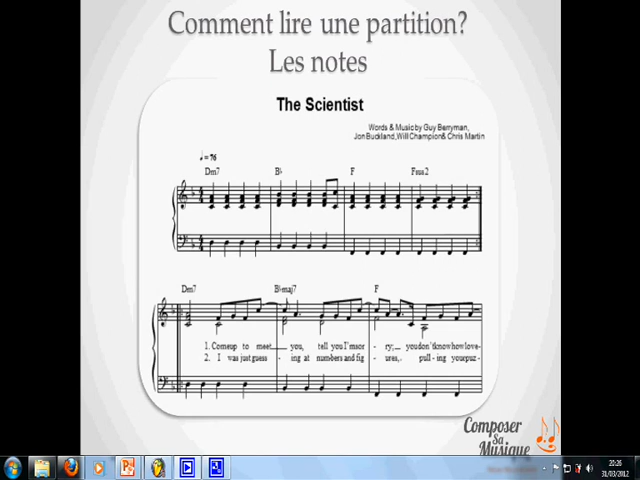 Comment lire une partition?
Les notes
The Scientist
Words & Music by Guy Berryman,
Jon Buckland, Will Champion & Chris Martin
♩ = 76
Dm7 B♭ F Fsus2
Dm7 B♭maj7 F
1. Come up to meet you, tell you I'm sor - ry; you don't know how love-
2. I was just guess - ing at numbers and fig - ures, pull - ing your puz-
Composer
Sa
Musique
20:26
31/03/2012